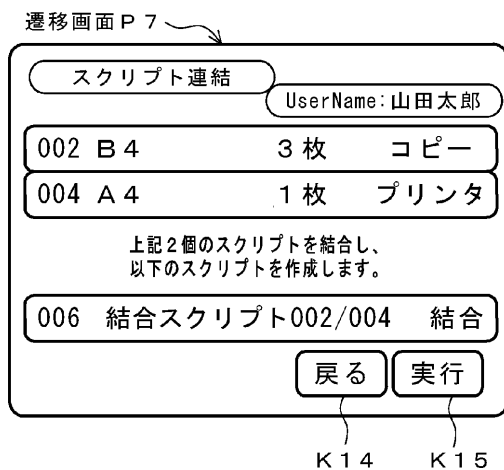 遷移画面P7
スクリプト連結
UserName:山田太郎
002 B4 3枚 コピー
004 A4 1枚 プリンタ
上記2個のスクリプトを結合し、
以下のスクリプトを作成します。
006 結合スクリプト002/004 結合
戻る 実行
K14 K15